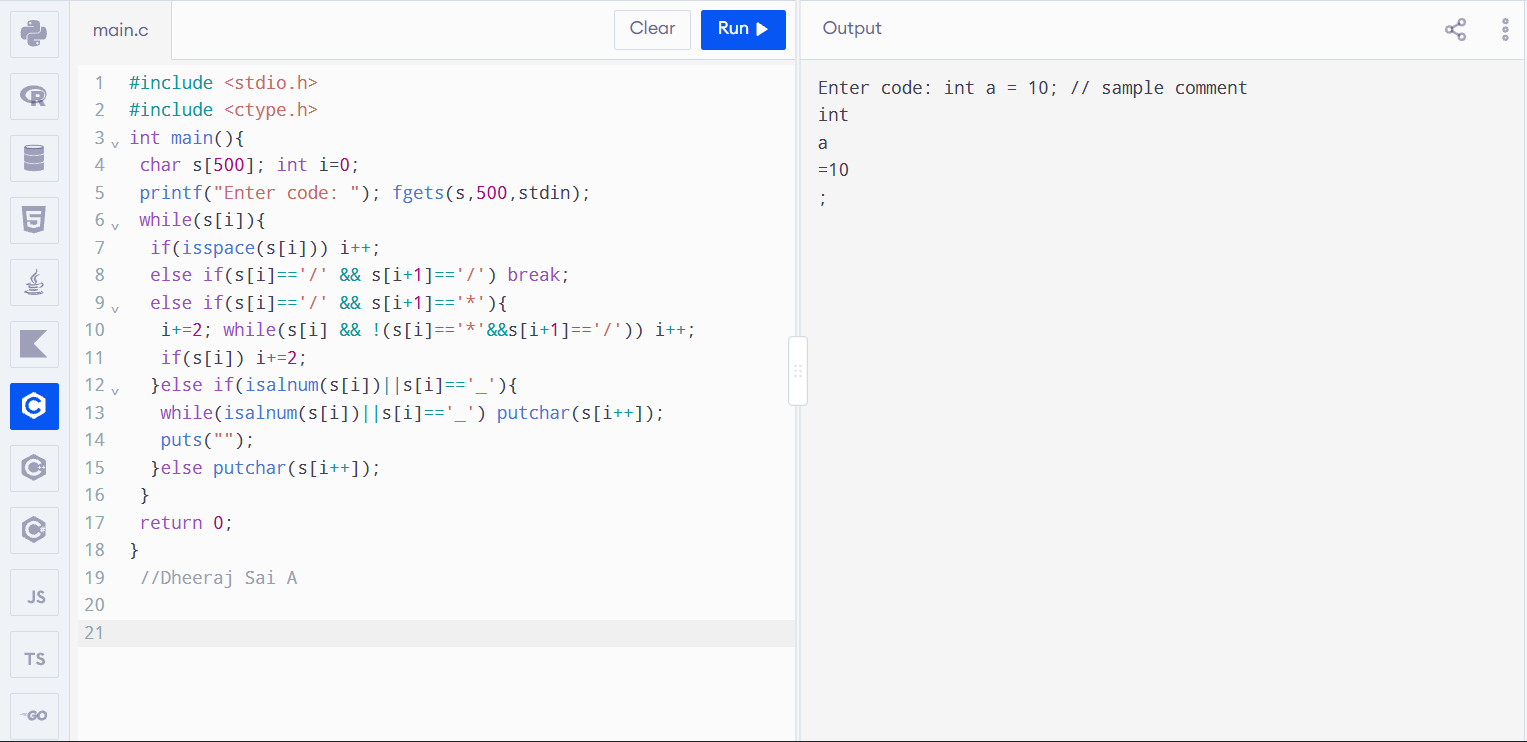 main.c
Clear
Run
Output
1 #include <stdio.h>
2 #include <ctype.h>
3 int main(){
4 char s[500]; int i=0;
5 printf("Enter code: "); fgets(s,500,stdin);
6 while(s[i]){
7 if(isspace(s[i])) i++;
8 else if(s[i]=='/' && s[i+1]=='/') break;
9 else if(s[i]=='/' && s[i+1]=='*'){
10 i+=2; while(s[i] && !(s[i]=='*'&&s[i+1]=='/')) i++;
11 if(s[i]) i+=2;
12 }else if(isalnum(s[i])||s[i]=='_'){
13 while(isalnum(s[i])||s[i]=='_') putchar(s[i++]);
14 puts("");
15 }else putchar(s[i++]);
16 }
17 return 0;
18 }
19 //Dheeraj Sai A
20
21
Enter code: int a = 10; // sample comment
int
a
=10
;
R
5
C
C
C
JS
TS
GO